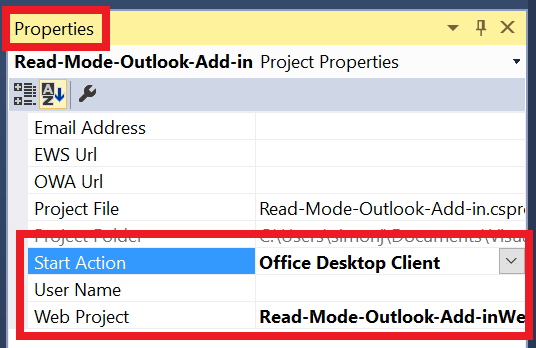 Properties
Read-Mode-Outlook-Add-in Project Properties
Email Address
EWS Url
OWA Url
Project File Read-Mode-Outlook-Add-in.cspr
Project Folder C:\Users\simonj\Documents\Visua
Start Action Office Desktop Client
User Name
Web Project Read-Mode-Outlook-Add-inWe